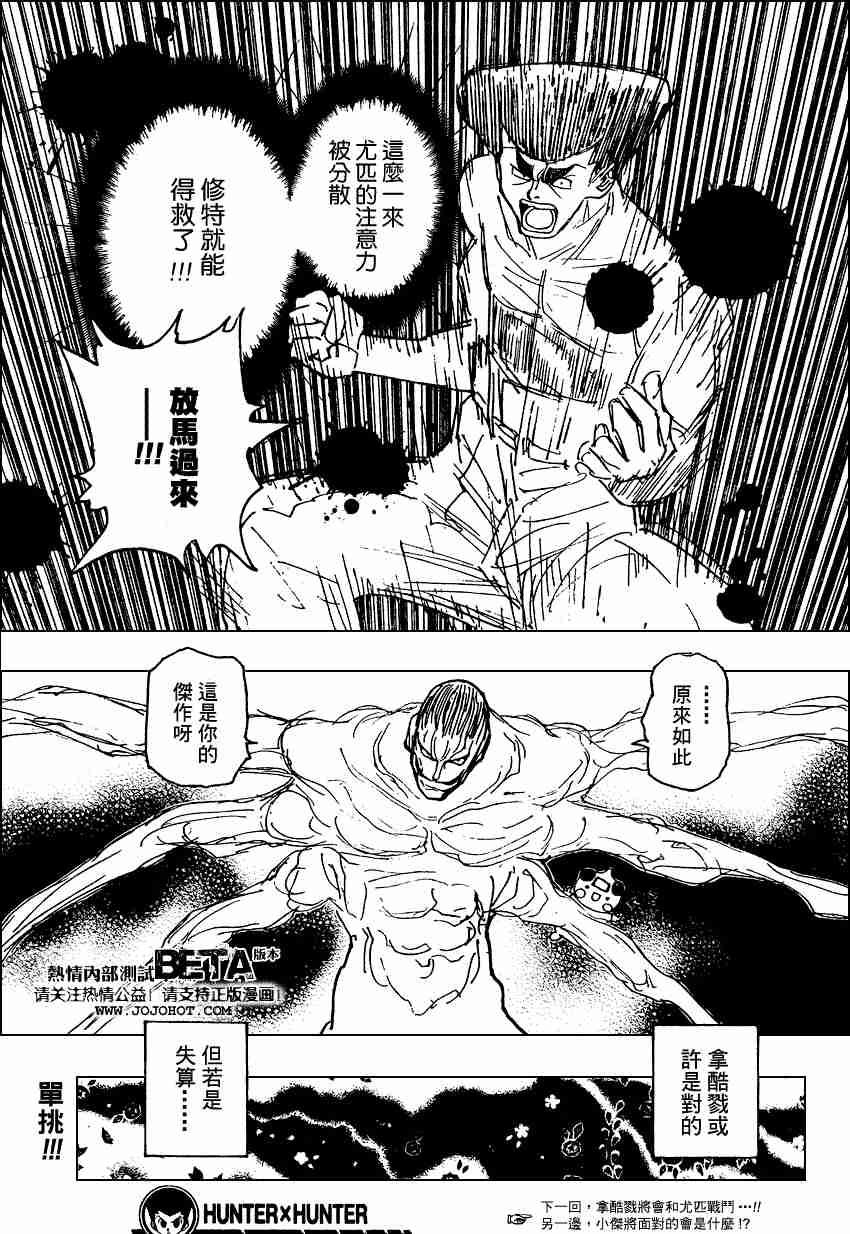 這麼一來
尤匹的注意力
被分散
修特就能
得救了!!!
放馬過來
——!!!
……
原來如此
這是你的
傑作呀
熱情內部測試BETA版本
请关注热情公益| 请支持正版漫画|
WWW.JOJOHOT.COM
拿酷戮或
許是對的
但若是
失算……
單挑!!!
HUNTER×HUNTER
☞ 下一回，拿酷戮將會和尤匹戰鬥…!!
另一邊，小傑將面對的會是什麼!?